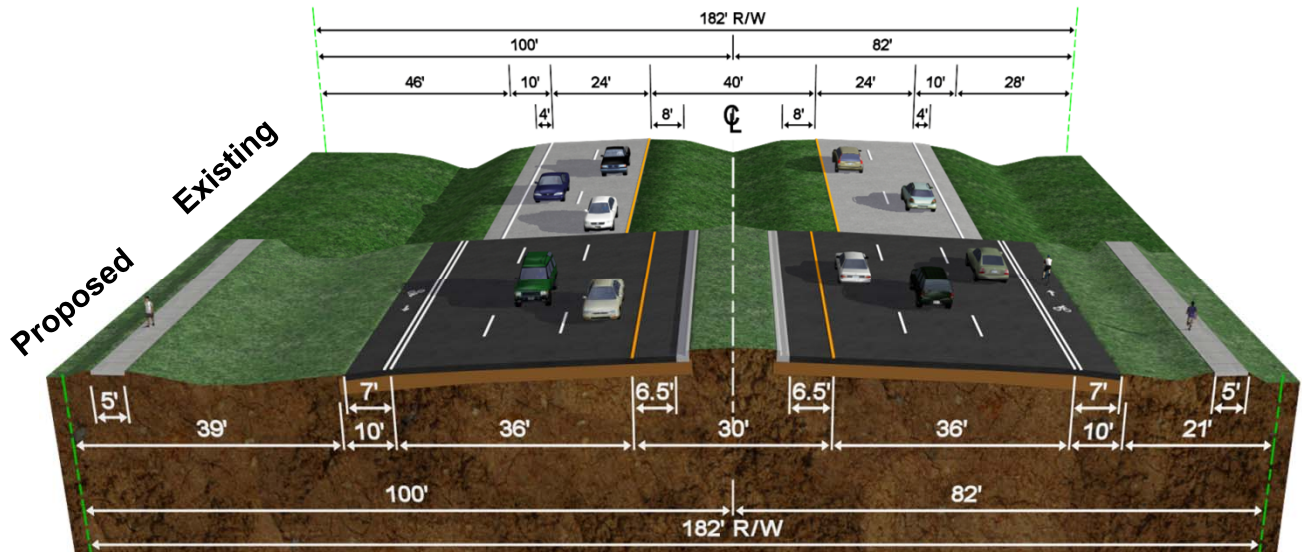 182' R/W
100' 82'
46' 10' 24' 40' 24' 10' 28'
4' 8' ℄ 8' 4'
Existing
Proposed
5' 7' 6.5' 6.5' 7' 5'
39' 10' 36' 30' 36' 10' 21'
100' 82'
182' R/W